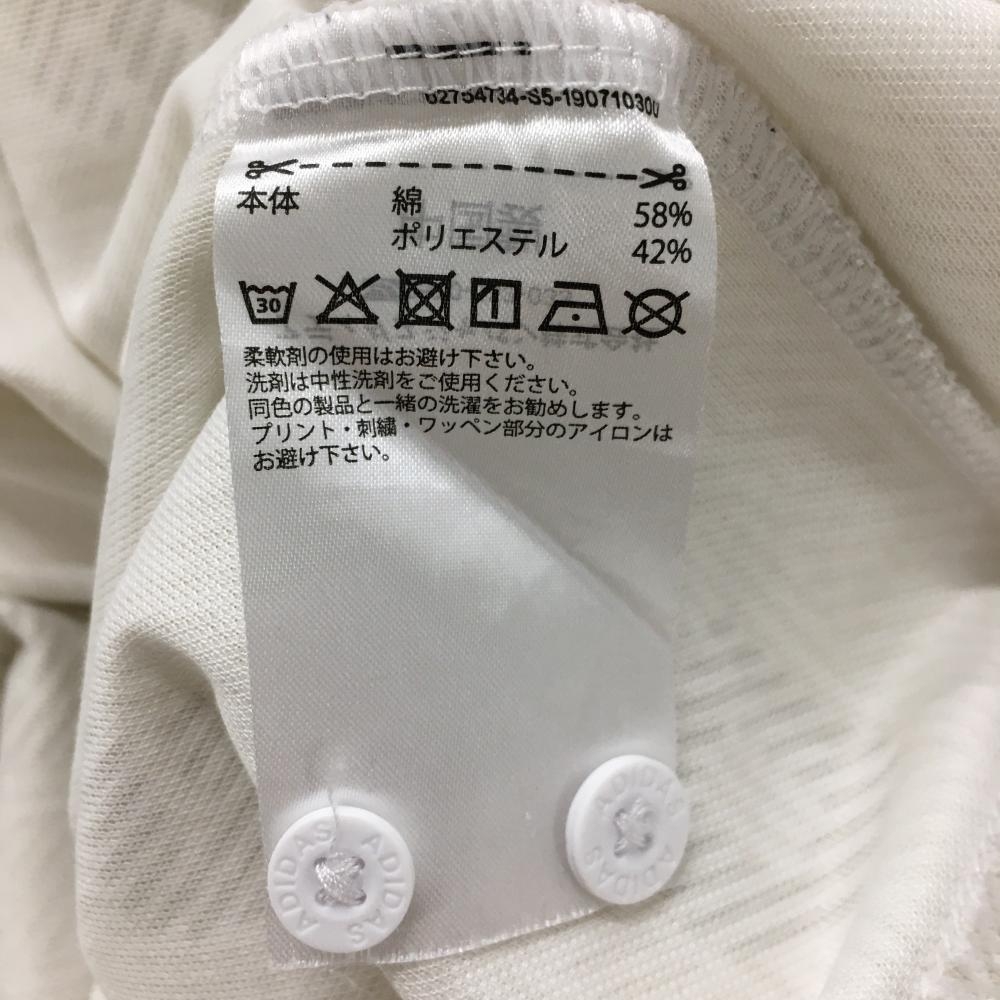 62754734-S5-190710300
本体 綿 58%
ポリエステル 42%
30
柔軟剤の使用はお避け下さい。
洗剤は中性洗剤をご使用ください。
同色の製品と一緒の洗濯をお勧めします。
プリント・刺繍・ワッペン部分のアイロンは
お避け下さい。
ADIDAS ADIDAS
ADIDAS ADIDAS